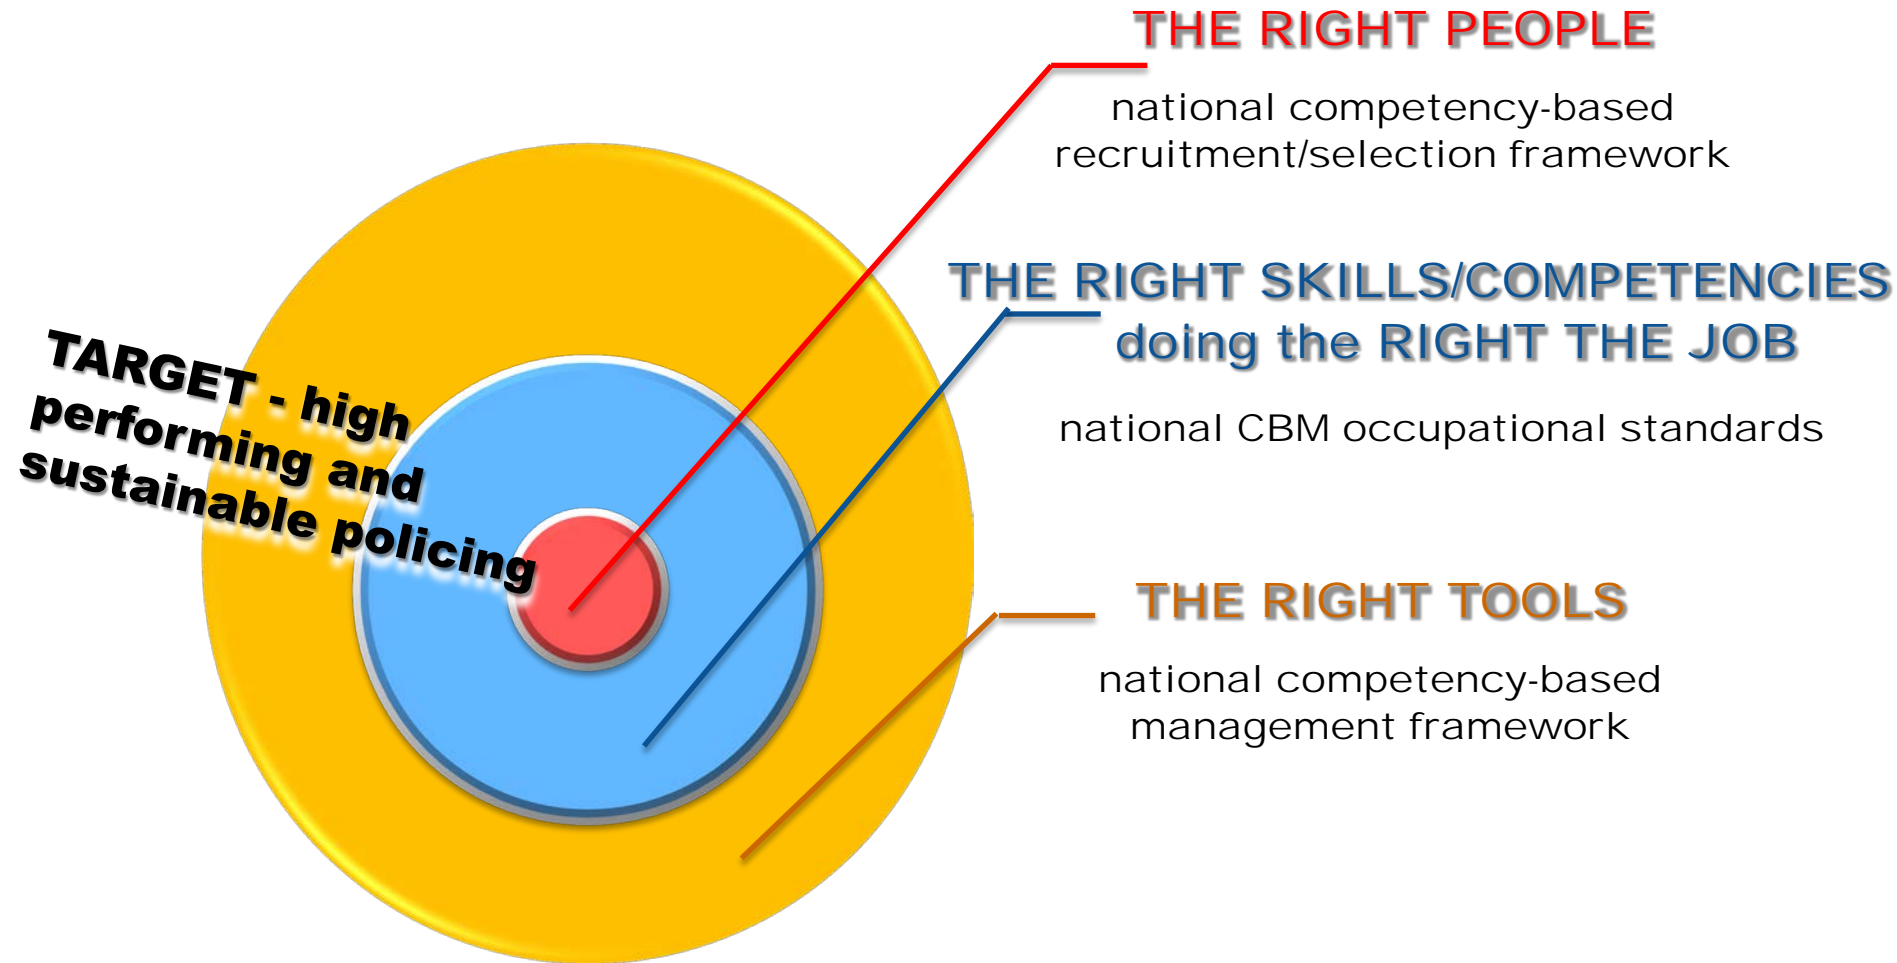 THE RIGHT PEOPLE
national competency-based
recruitment/selection framework
THE RIGHT SKILLS/COMPETENCIES
doing the RIGHT THE JOB
national CBM occupational standards
TARGET - high
performing and
sustainable policing
THE RIGHT TOOLS
national competency-based
management framework